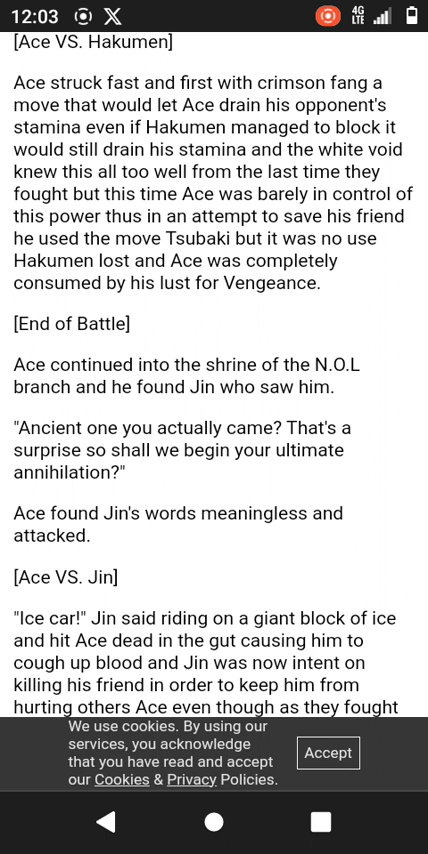 12:03
4G
LTE
[Ace VS. Hakumen]
Ace struck fast and first with crimson fang a
move that would let Ace drain his opponent's
stamina even if Hakumen managed to block it
would still drain his stamina and the white void
knew this all too well from the last time they
fought but this time Ace was barely in control of
this power thus in an attempt to save his friend
he used the move Tsubaki but it was no use
Hakumen lost and Ace was completely
consumed by his lust for Vengeance.
[End of Battle]
Ace continued into the shrine of the N.O.L
branch and he found Jin who saw him.
"Ancient one you actually came? That's a
surprise so shall we begin your ultimate
annihilation?"
Ace found Jin's words meaningless and
attacked.
[Ace VS. Jin]
"Ice car!" Jin said riding on a giant block of ice
and hit Ace dead in the gut causing him to
cough up blood and Jin was now intent on
killing his friend in order to keep him from
hurting others Ace even though as they fought
We use cookies. By using our
services, you acknowledge
that you have read and accept
our Cookies & Privacy Policies.
Accept